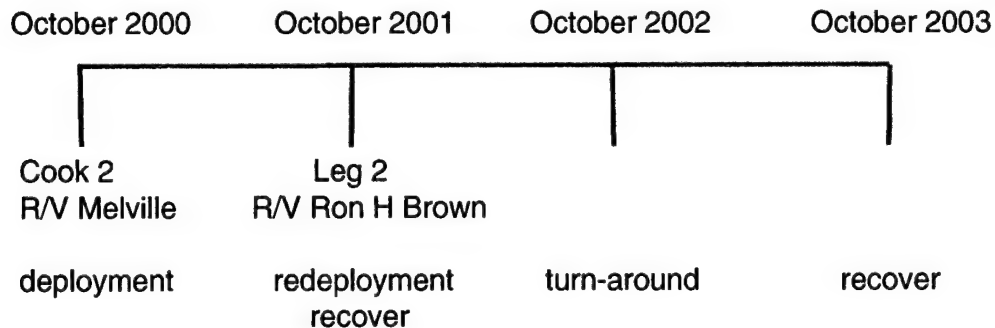 October 2000 October 2001 October 2002 October 2003
Cook 2 Leg 2
R/V Melville R/V Ron H Brown
deployment redeployment turn-around recover
recover